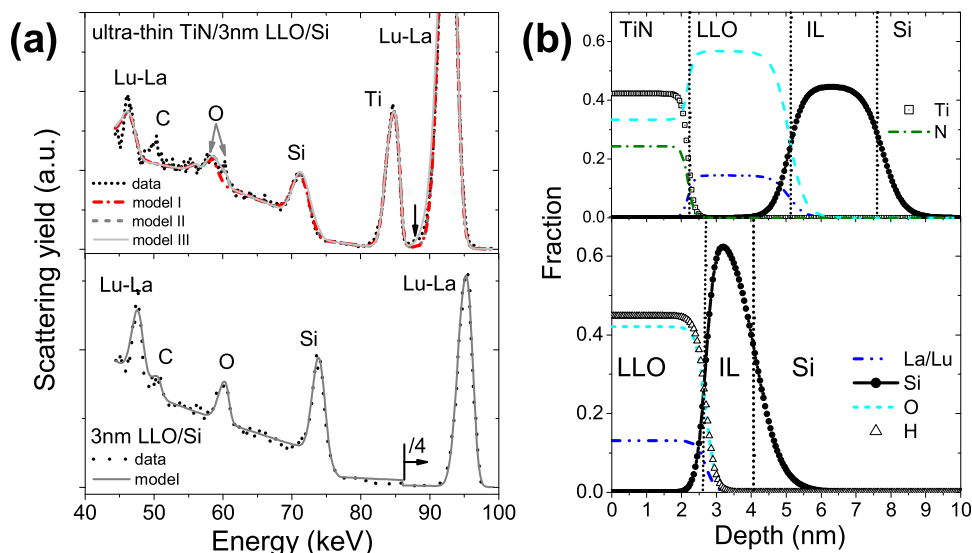 (a)
ultra-thin TiN/3nm LLO/Si
Lu-La
Lu-La
C
O
Ti
Si
data
model I
model II
model III
Lu-La
Lu-La
C
O
Si
/4
3nm LLO/Si
data
model
40 50 60 70 80 90 100
Energy (keV)
Scattering yield (a.u.)
(b)
TiN LLO IL Si
0.6
0.4
0.2
0.0
Ti
N
0.6
0.4
0.2
0.0
LLO IL Si
La/Lu
Si
O
H
0 1 2 3 4 5 6 7 8 9 10
Depth (nm)
Fraction